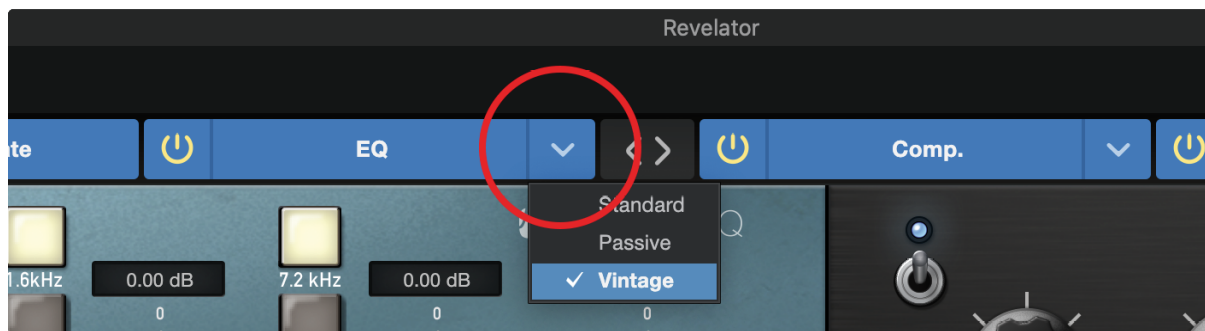 Revelator
te
EQ
Comp.
Standard
Q
Passive
1.6kHz
0.00 dB
7.2 kHz
0.00 dB
Vintage
0
0
0